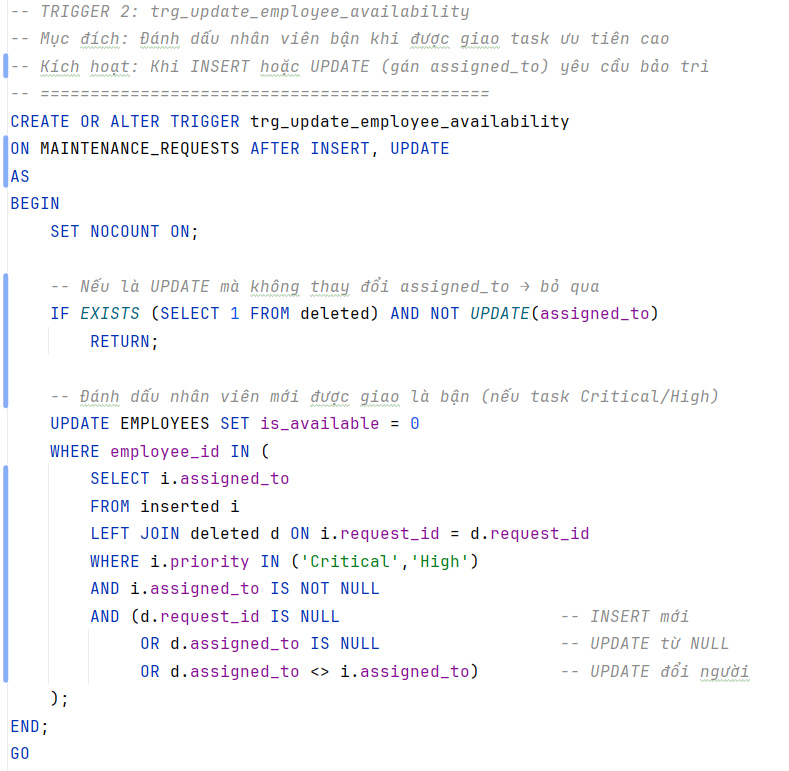 -- TRIGGER 2: trg_update_employee_availability
-- Mục đích: Đánh dấu nhân viên bận khi được giao task ưu tiên cao
-- Kích hoạt: Khi INSERT hoặc UPDATE (gán assigned_to) yêu cầu bảo trì
-- =============================================
CREATE OR ALTER TRIGGER trg_update_employee_availability
ON MAINTENANCE_REQUESTS AFTER INSERT, UPDATE
AS
BEGIN
    SET NOCOUNT ON;

    -- Nếu là UPDATE mà không thay đổi assigned_to → bỏ qua
    IF EXISTS (SELECT 1 FROM deleted) AND NOT UPDATE(assigned_to)
        RETURN;

    -- Đánh dấu nhân viên mới được giao là bận (nếu task Critical/High)
    UPDATE EMPLOYEES SET is_available = 0
    WHERE employee_id IN (
        SELECT i.assigned_to
        FROM inserted i
        LEFT JOIN deleted d ON i.request_id = d.request_id
        WHERE i.priority IN ('Critical','High')
        AND i.assigned_to IS NOT NULL
        AND (d.request_id IS NULL                      -- INSERT mới
             OR d.assigned_to IS NULL                  -- UPDATE từ NULL
             OR d.assigned_to <> i.assigned_to)        -- UPDATE đổi người
    );
END;
GO